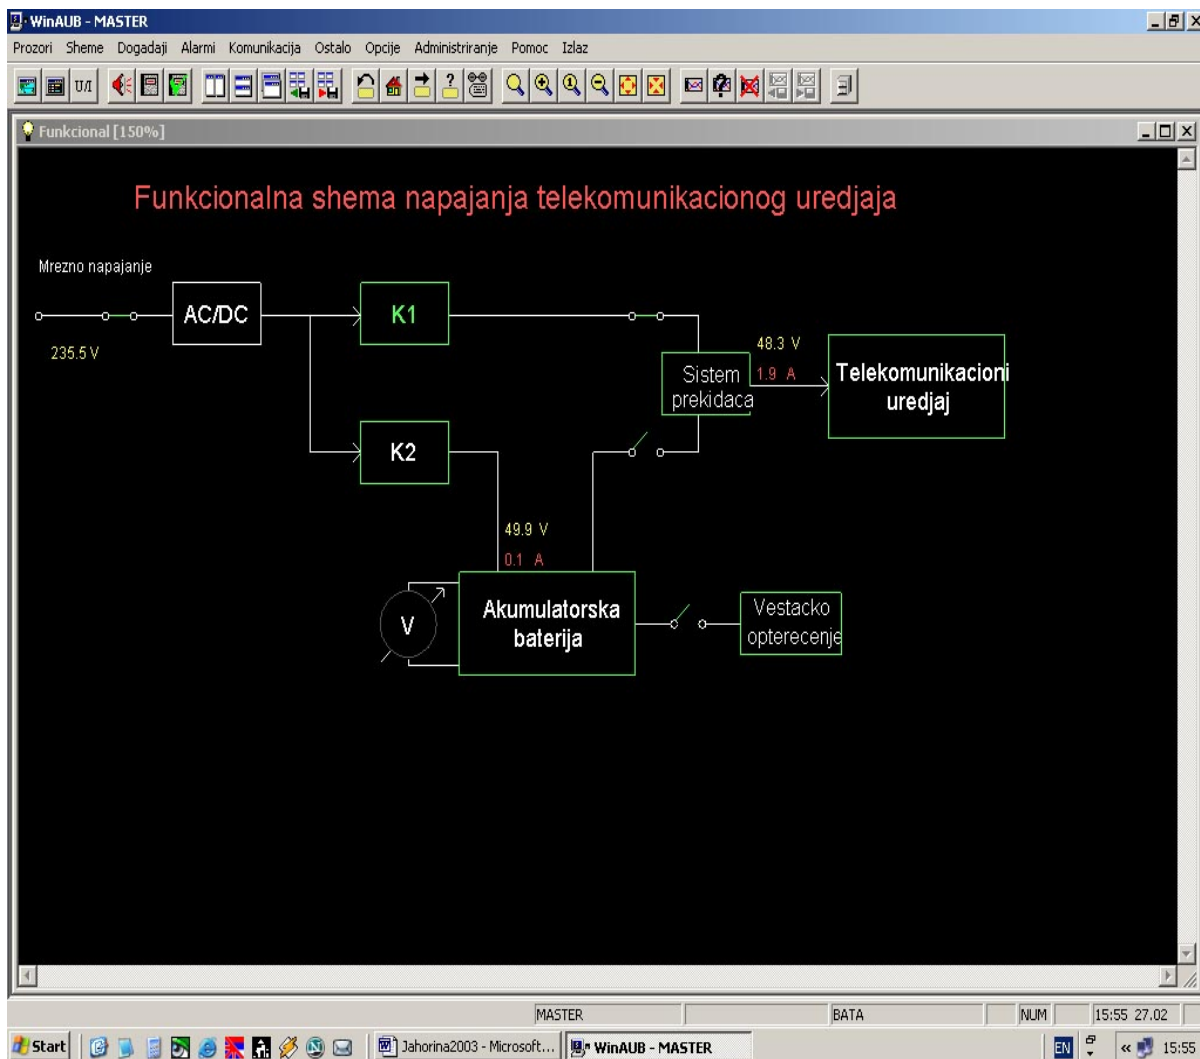 WinAUB - MASTER
Prozori Sheme Dogadaji Alarmi Komunikacija Ostalo Opcije Administriranje Pomoc Izlaz
U/I
Funkcional [150%]
Funkcionalna shema napajanja telekomunikacionog uredjaja
Mrezno napajanje
AC/DC
K1
235.5 V
48.3 V
Sistem
prekidaca
1.9 A
Telekomunikacioni
uredjaj
K2
49.9 V
0.1 A
V
Akumulatorska
baterija
Vestacko
opterecenje
MASTER BATA NUM 15:55 27.02
Start Jahorina2003 - Microsoft... WinAUB - MASTER EN « 15:55